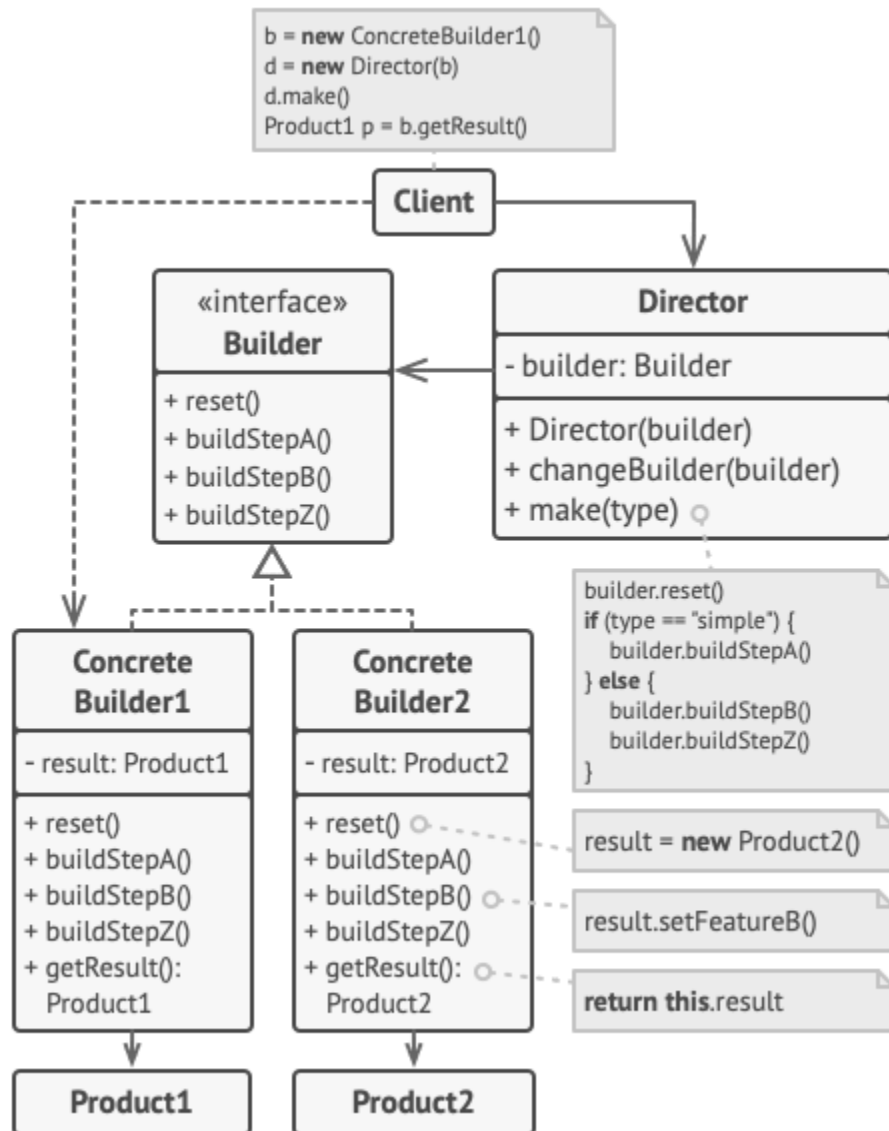 b = new ConcreteBuilder1()
d = new Director(b)
d.make()
Product1 p = b.getResult()
Client
«interface»
Builder
+ reset()
+ buildStepA()
+ buildStepB()
+ buildStepZ()
Director
- builder: Builder
+ Director(builder)
+ changeBuilder(builder)
+ make(type)
builder.reset()
if (type == "simple") {
builder.buildStepA()
} else {
builder.buildStepB()
builder.buildStepZ()
}
Concrete
Builder1
- result: Product1
+ reset()
+ buildStepA()
+ buildStepB()
+ buildStepZ()
+ getResult():
Product1
Concrete
Builder2
- result: Product2
+ reset()
+ buildStepA()
+ buildStepB()
+ buildStepZ()
+ getResult():
Product2
result = new Product2()
result.setFeatureB()
return this.result
Product1
Product2